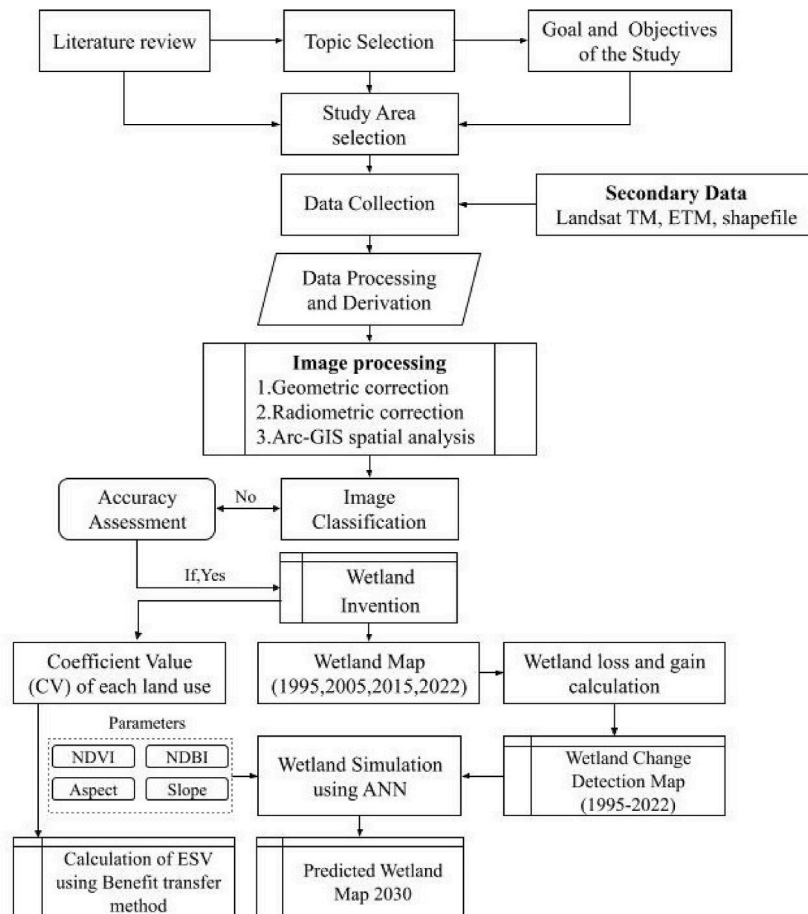 Literature review
Topic Selection
Goal and Objectives
of the Study
Study Area
selection
Data Collection
Secondary Data
Landsat TM, ETM, shapefile
Data Processing
and Derivation
Image processing
1.Geometric correction
2.Radiometric correction
3.Arc-GIS spatial analysis
Accuracy
Assessment
No
Image
Classification
If,Yes
Wetland
Invention
Coefficient Value
(CV) of each land use
Wetland Map
(1995,2005,2015,2022)
Wetland loss and gain
calculation
Parameters
NDVI
NDBI
Aspect
Slope
Wetland Simulation
using ANN
Wetland Change
Detection Map
(1995-2022)
Calculation of ESV
using Benefit transfer
method
Predicted Wetland
Map 2030